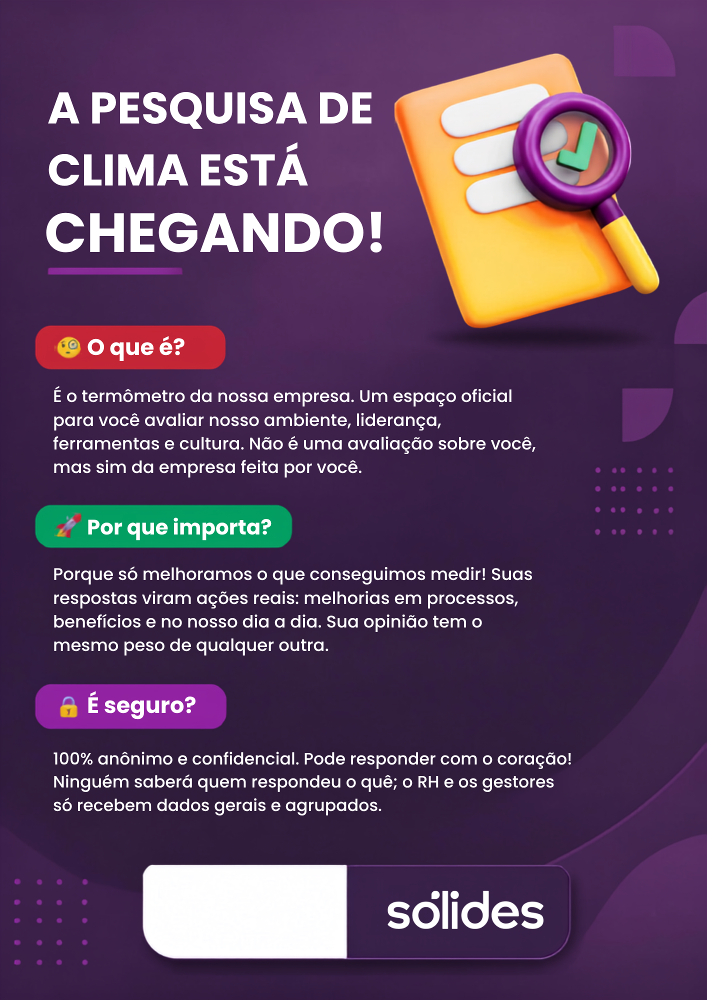 A PESQUISA DE
CLIMA ESTÁ
CHEGANDO!
O que é?
É o termômetro da nossa empresa. Um espaço oficial
para você avaliar nosso ambiente, liderança,
ferramentas e cultura. Não é uma avaliação sobre você,
mas sim da empresa feita por você.
Por que importa?
Porque só melhoramos o que conseguimos medir! Suas
respostas viram ações reais: melhorias em processos,
benefícios e no nosso dia a dia. Sua opinião tem o
mesmo peso de qualquer outra.
É seguro?
100% anônimo e confidencial. Pode responder com o coração!
Ninguém saberá quem respondeu o quê; o RH e os gestores
só recebem dados gerais e agrupados.
sólides